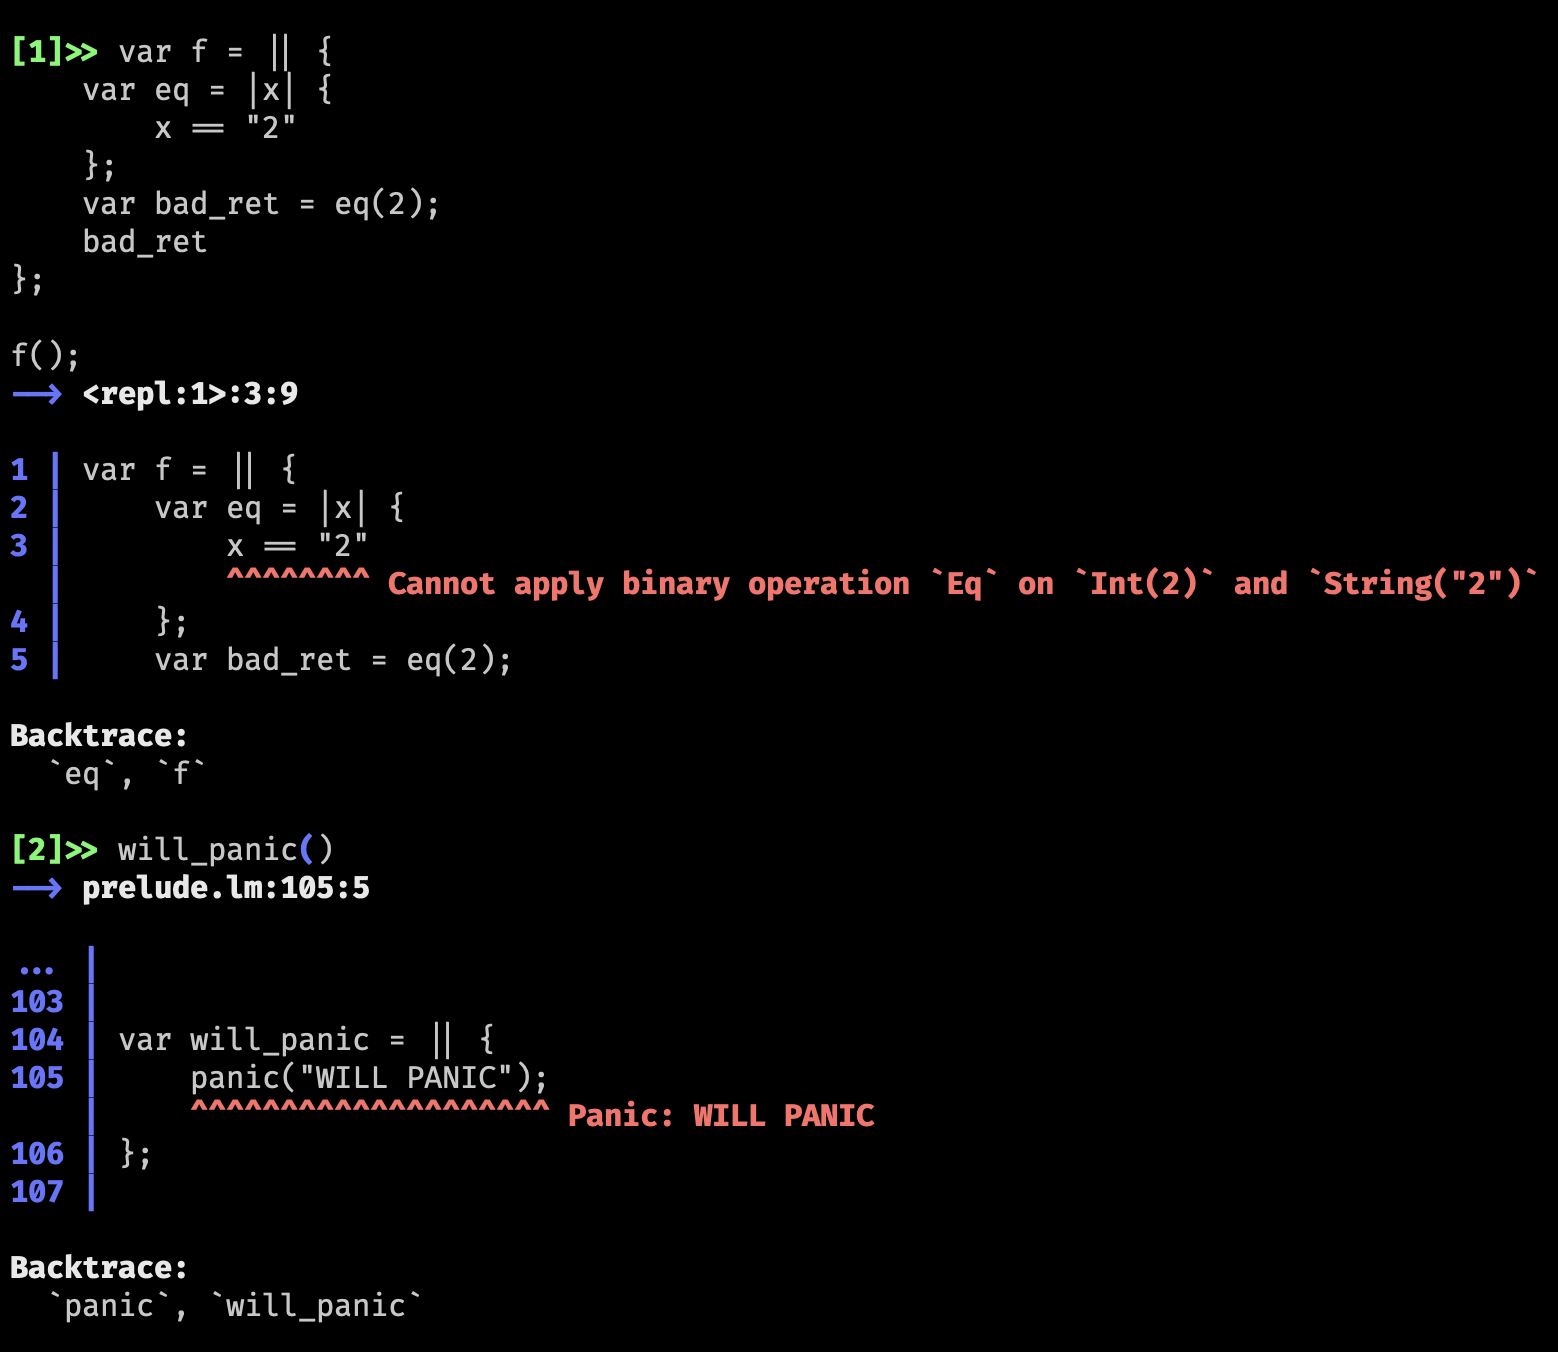 [1]>> var f = || {
    var eq = |x| {
        x == "2"
    };
    var bad_ret = eq(2);
    bad_ret
};

f();
--> <repl:1>:3:9

1 | var f = || {
2 |     var eq = |x| {
3 |         x == "2"
  |         ^^^^^^^^ Cannot apply binary operation `Eq` on `Int(2)` and `String("2")`
4 |     };
5 |     var bad_ret = eq(2);

Backtrace:
  `eq`, `f`

[2]>> will_panic()
--> prelude.lm:105:5

... |
103 |
104 | var will_panic = || {
105 |     panic("WILL PANIC");
    |     ^^^^^^^^^^^^^^^^^^^^ Panic: WILL PANIC
106 | };
107 |

Backtrace:
  `panic`, `will_panic`